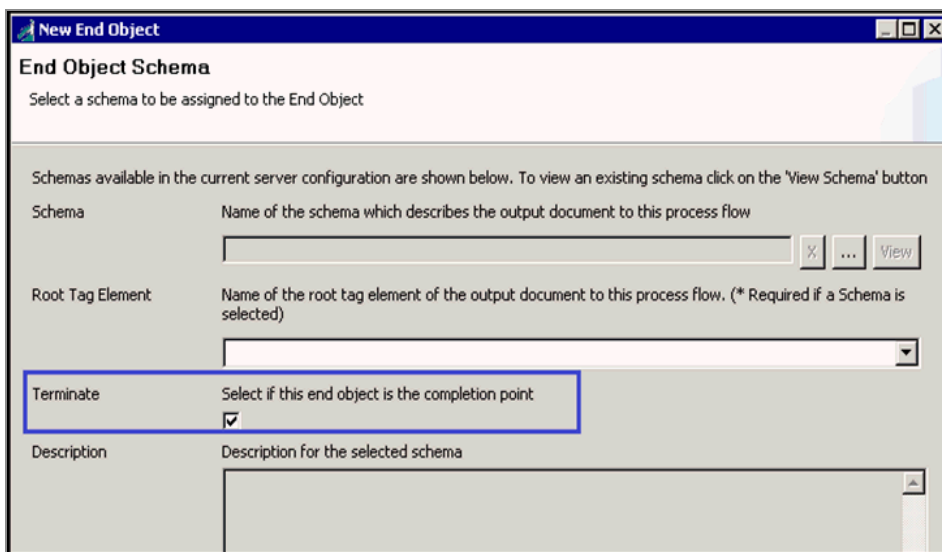 New End Object
End Object Schema
Select a schema to be assigned to the End Object
Schemas available in the current server configuration are shown below. To view an existing schema click on the 'View Schema' button
Schema Name of the schema which describes the output document to this process flow
X ... View
Root Tag Element Name of the root tag element of the output document to this process flow. (* Required if a Schema is
selected)
Terminate Select if this end object is the completion point
Description Description for the selected schema